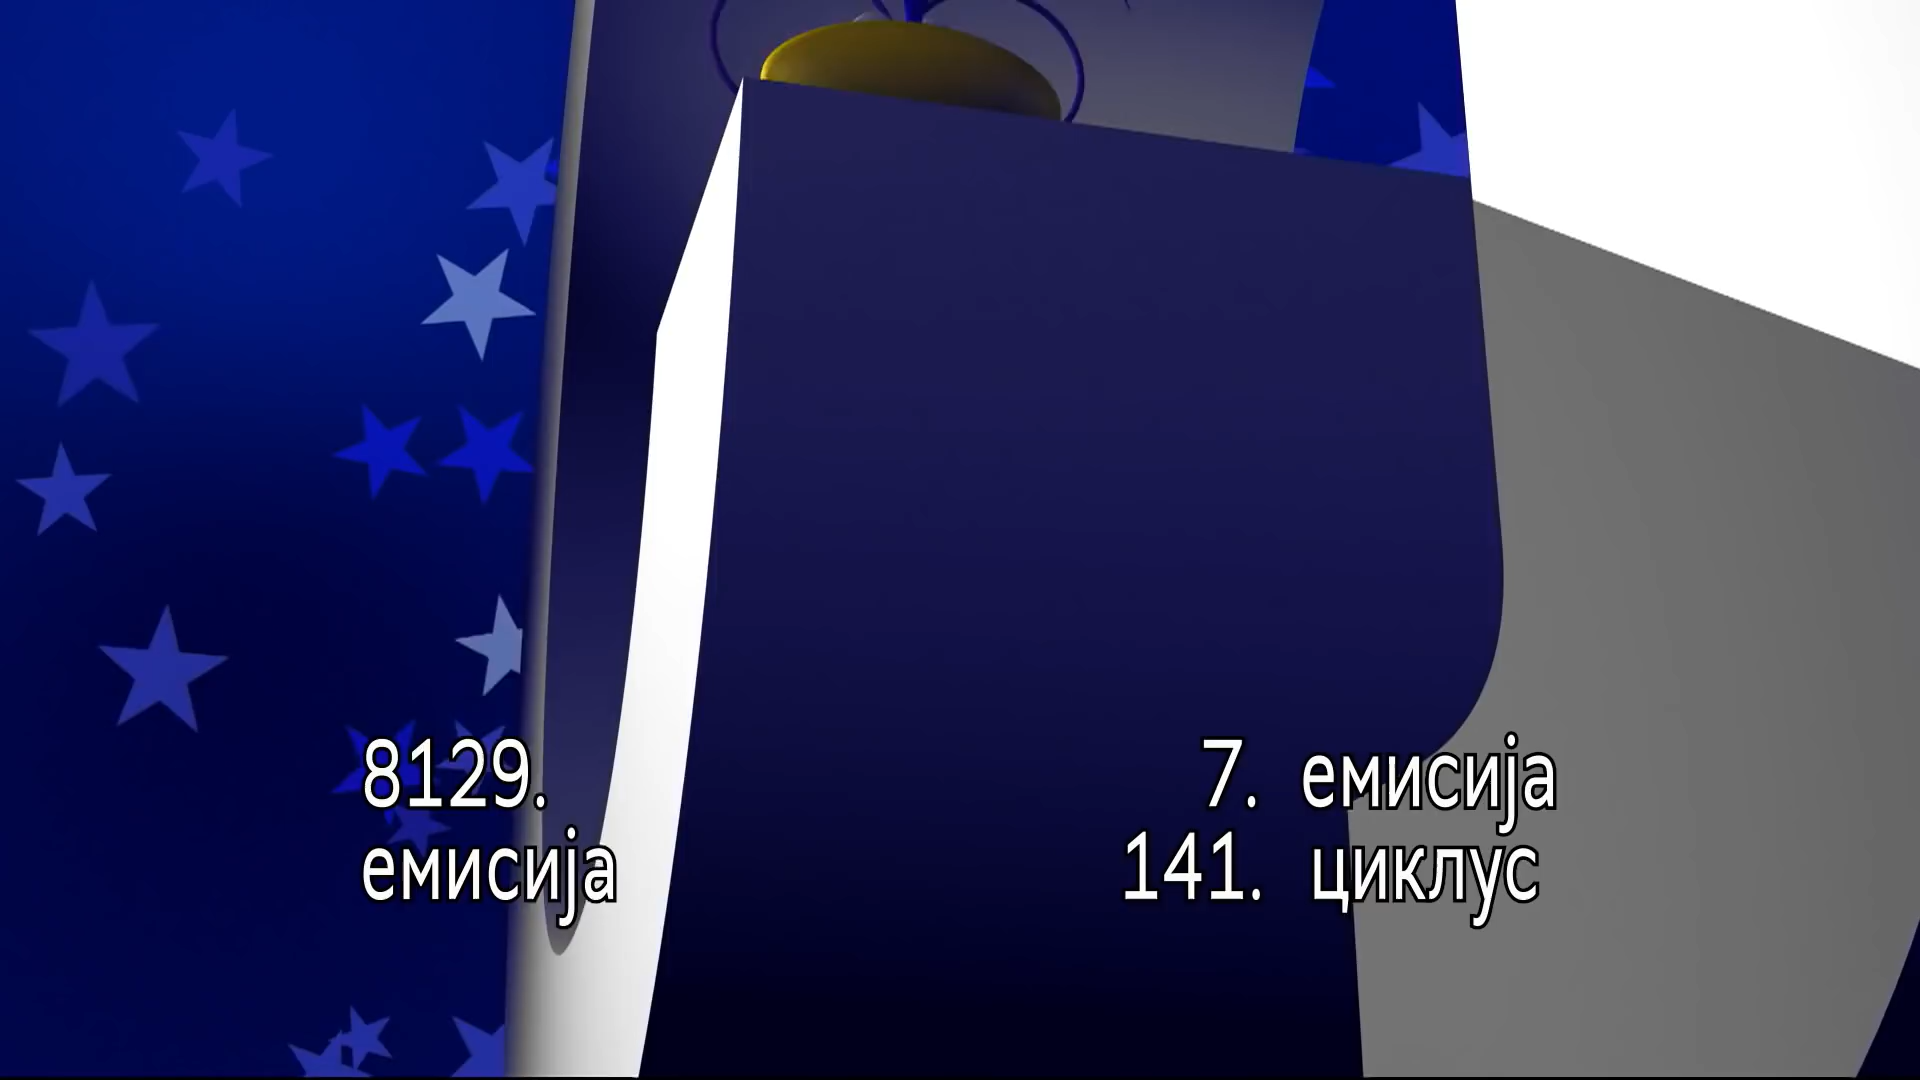 8129.
емисија
7. емисија
141. циклус